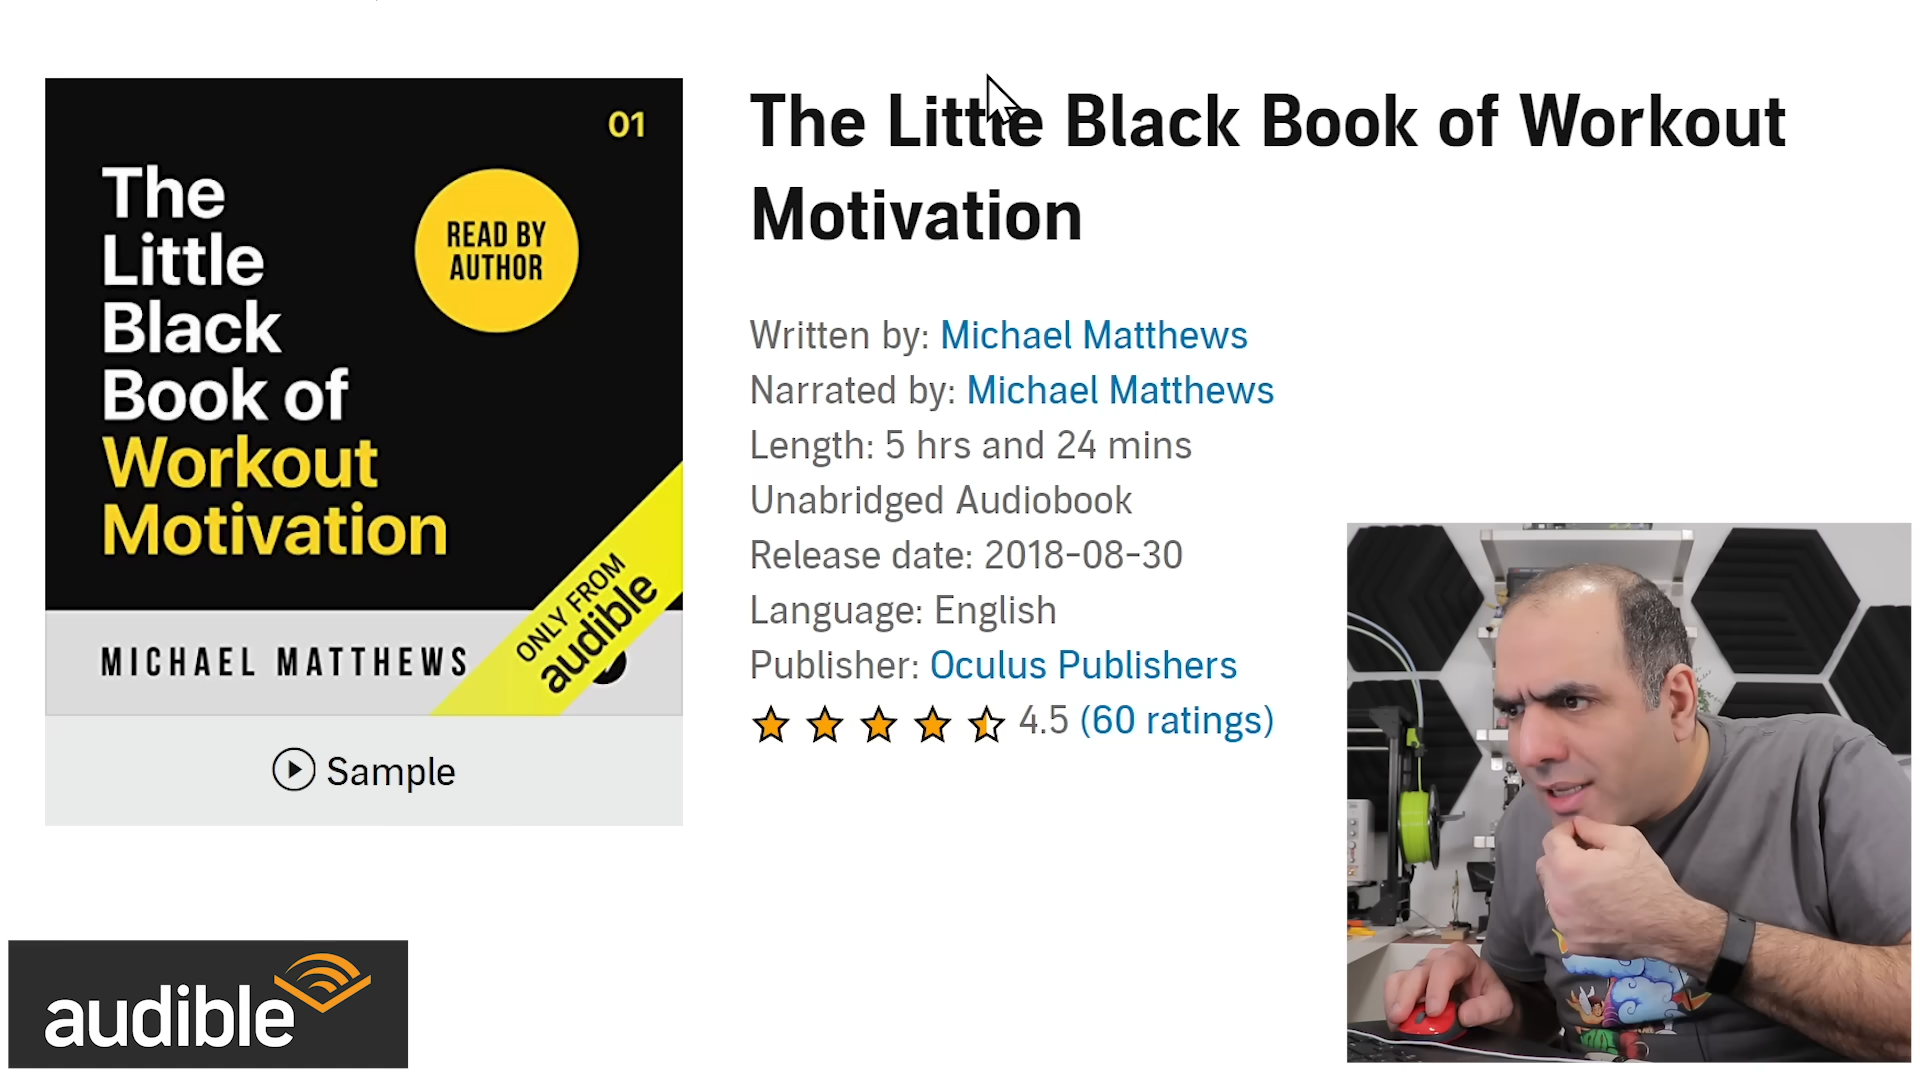 01
The
Little
Black
Book of
Workout
Motivation
READ BY
AUTHOR
MICHAEL MATTHEWS
ONLY FROM
audible
Sample
The Little Black Book of Workout
Motivation
Written by: Michael Matthews
Narrated by: Michael Matthews
Length: 5 hrs and 24 mins
Unabridged Audiobook
Release date: 2018-08-30
Language: English
Publisher: Oculus Publishers
4.5 (60 ratings)
audible